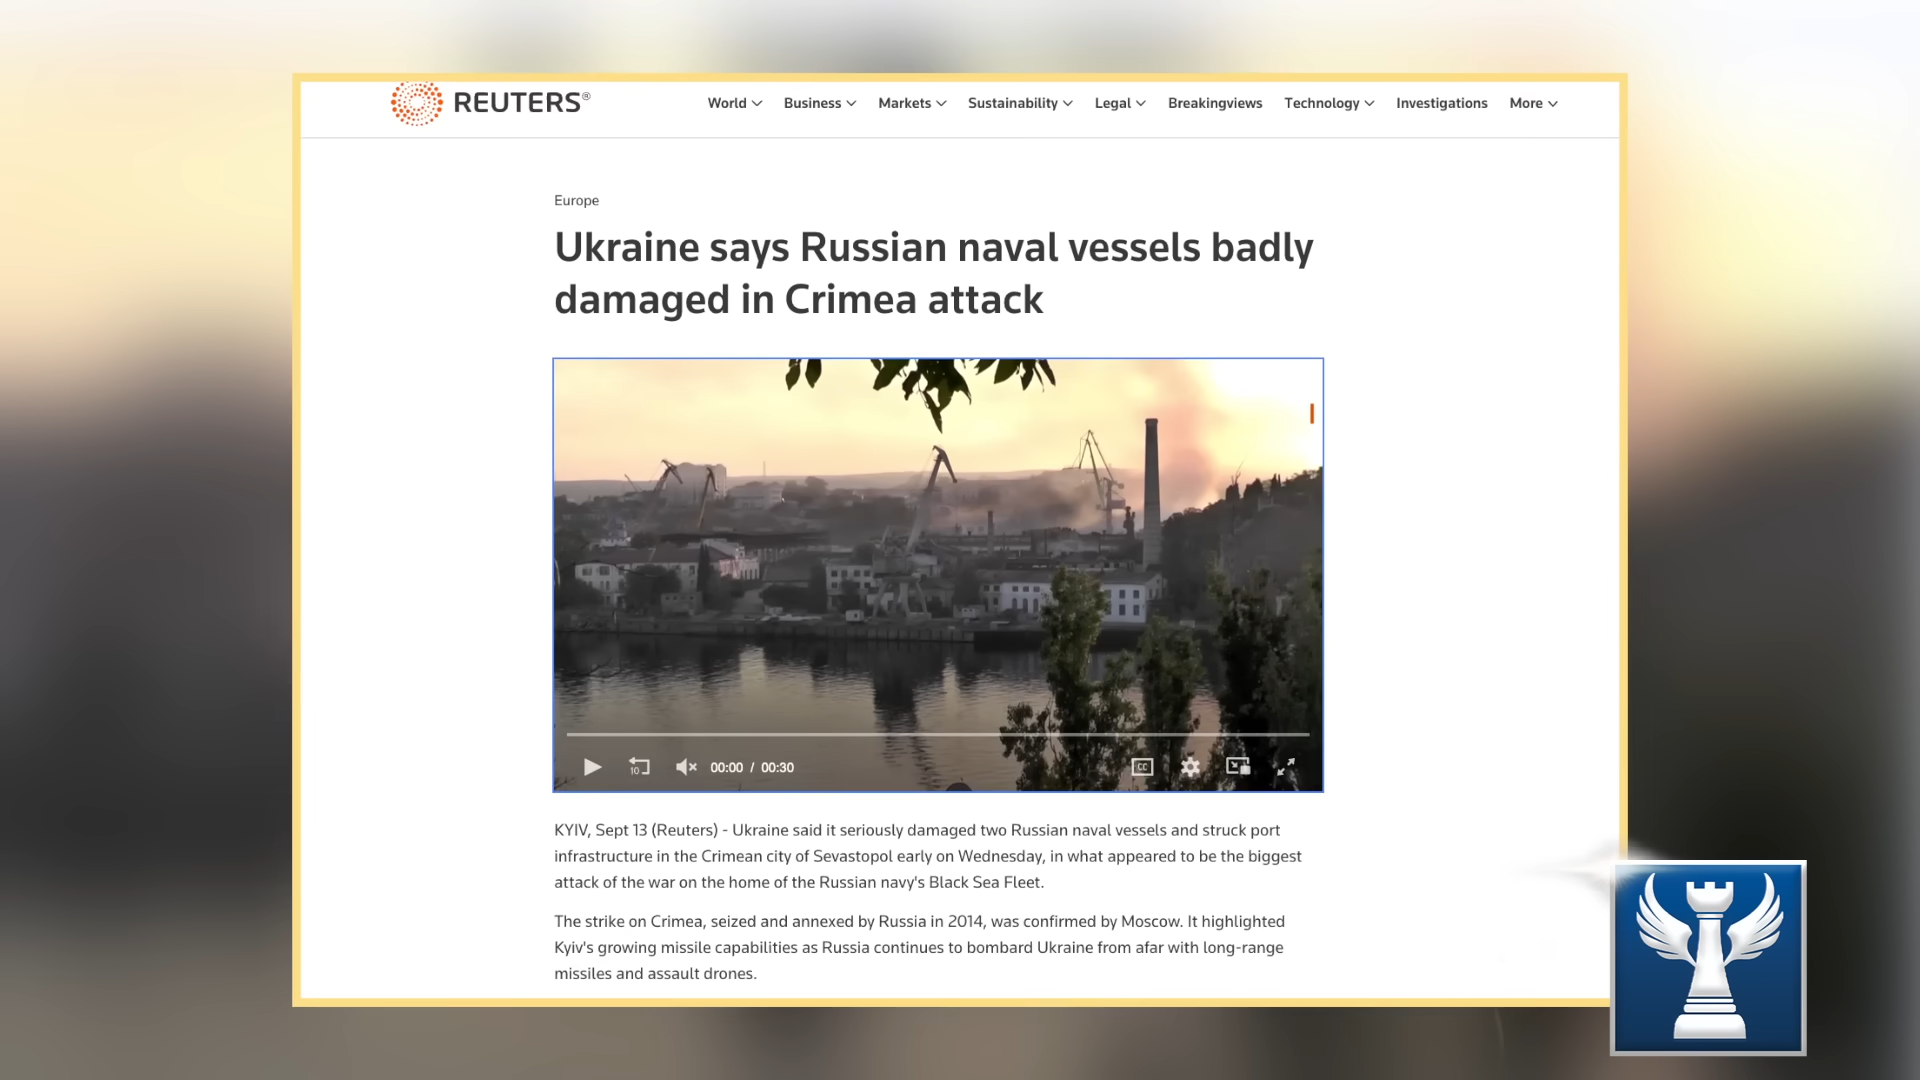 REUTERS®
World Business Markets Sustainability Legal Breakingviews Technology Investigations More
Europe
Ukraine says Russian naval vessels badly
damaged in Crimea attack
10 00:00 / 00:30 CC
KYIV, Sept 13 (Reuters) - Ukraine said it seriously damaged two Russian naval vessels and struck port
infrastructure in the Crimean city of Sevastopol early on Wednesday, in what appeared to be the biggest
attack of the war on the home of the Russian navy's Black Sea Fleet.
The strike on Crimea, seized and annexed by Russia in 2014, was confirmed by Moscow. It highlighted
Kyiv's growing missile capabilities as Russia continues to bombard Ukraine from afar with long-range
missiles and assault drones.